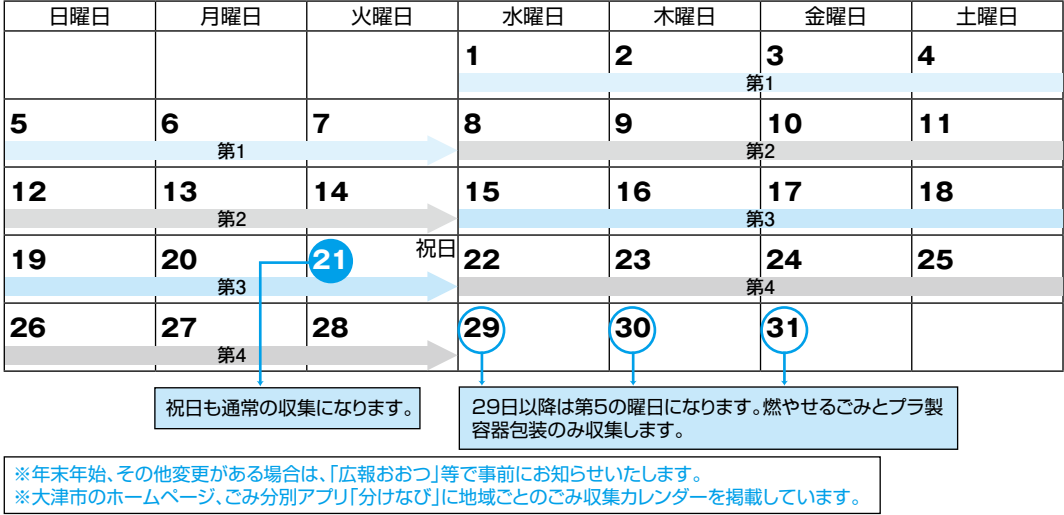 日曜日 月曜日 火曜日 水曜日 木曜日 金曜日 土曜日
1 2 3 4
第1
5 6 7 8 9 10 11
第1 第2
12 13 14 15 16 17 18
第2 第3
19 20 21 祝日 22 23 24 25
第3 第4
26 27 28 29 30 31
第4
祝日も通常の収集になります。
29日以降は第5の曜日になります。燃やせるごみとプラ製
容器包装のみ収集します。
※年末年始、その他変更がある場合は、「広報おおつ」等で事前にお知らせいたします。
※大津市のホームページ、ごみ分別アプリ「分けなび」に地域ごとのごみ収集カレンダーを掲載しています。